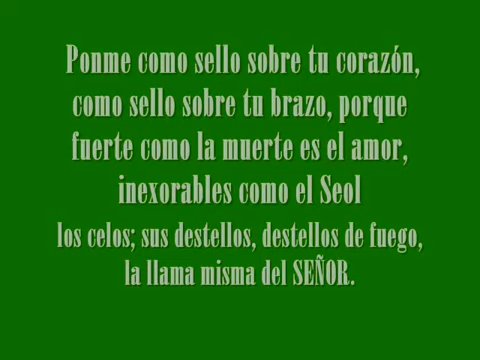 Ponme como sello sobre tu corazón,
como sello sobre tu brazo, porque
fuerte como la muerte es el amor,
inexorables como el Seol
los celos; sus destellos, destellos de fuego,
la llama misma del SEÑOR.